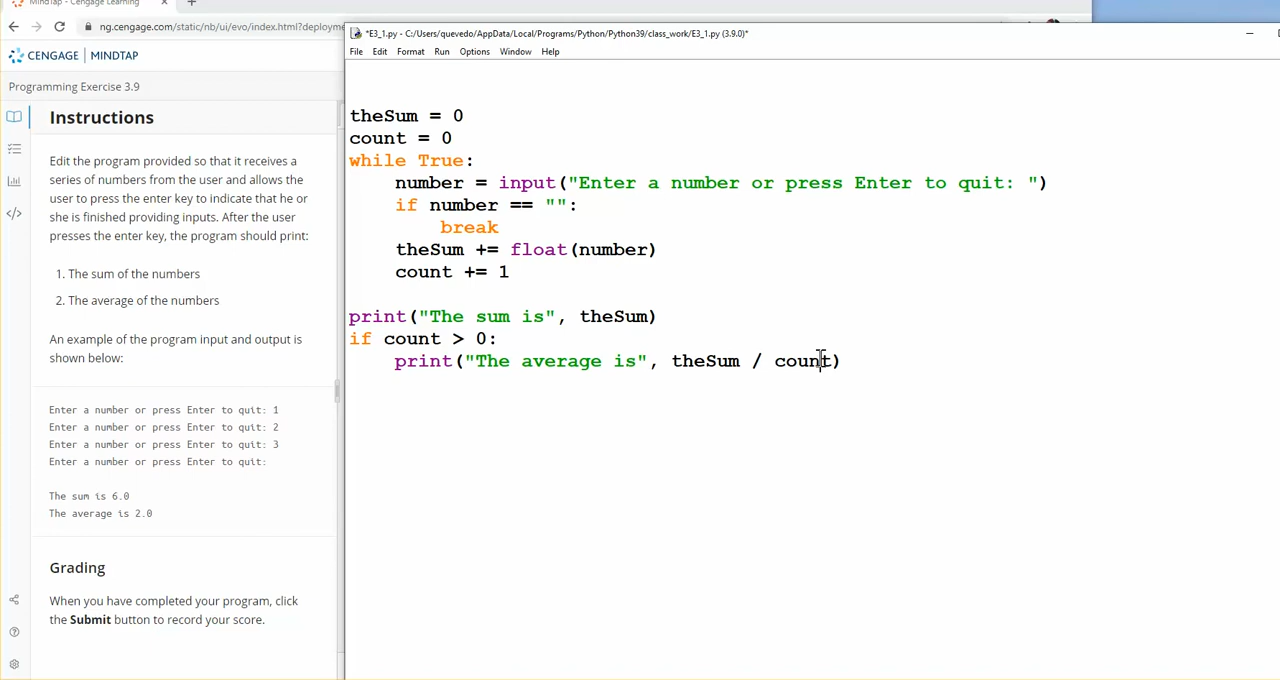 MindTap - Cengage Learning
ng.cengage.com/static/nb/ui/evo/index.html?deployme
CENGAGE | MINDTAP
Programming Exercise 3.9
Instructions
Edit the program provided so that it receives a
series of numbers from the user and allows the
user to press the enter key to indicate that he or
she is finished providing inputs. After the user
presses the enter key, the program should print:
1. The sum of the numbers
2. The average of the numbers
An example of the program input and output is
shown below:
Enter a number or press Enter to quit: 1
Enter a number or press Enter to quit: 2
Enter a number or press Enter to quit: 3
Enter a number or press Enter to quit:
The sum is 6.0
The average is 2.0
Grading
When you have completed your program, click
the Submit button to record your score.
*E3_1.py - C:/Users/quevedo/AppData/Local/Programs/Python/Python39/class_work/E3_1.py (3.9.0)*
File Edit Format Run Options Window Help
theSum = 0
count = 0
while True:
    number = input("Enter a number or press Enter to quit: ")
    if number == "":
        break
    theSum += float(number)
    count += 1
print("The sum is", theSum)
if count > 0:
    print("The average is", theSum / count)